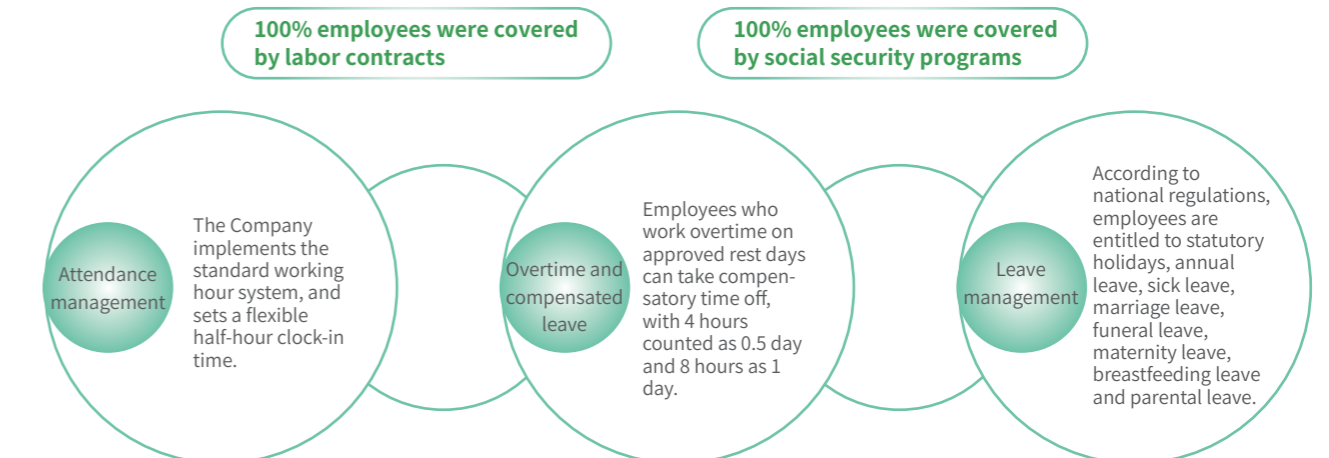 100% employees were covered
by labor contracts
100% employees were covered
by social security programs
Attendance
management
The Company
implements the
standard working
hour system, and
sets a flexible
half-hour clock-in
time.
Overtime and
compensated
leave
Employees who
work overtime on
approved rest days
can take compen-
satory time off,
with 4 hours
counted as 0.5 day
and 8 hours as 1
day.
Leave
management
According to
national regulations,
employees are
entitled to statutory
holidays, annual
leave, sick leave,
marriage leave,
funeral leave,
maternity leave,
breastfeeding leave
and parental leave.